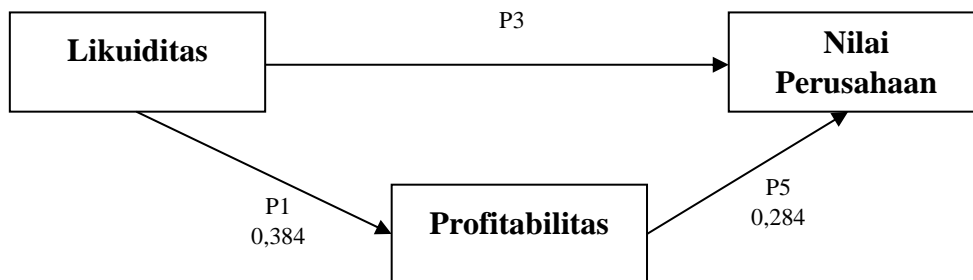 P3
Likuiditas
Nilai
Perusahaan
P1
0,384
Profitabilitas
P5
0,284